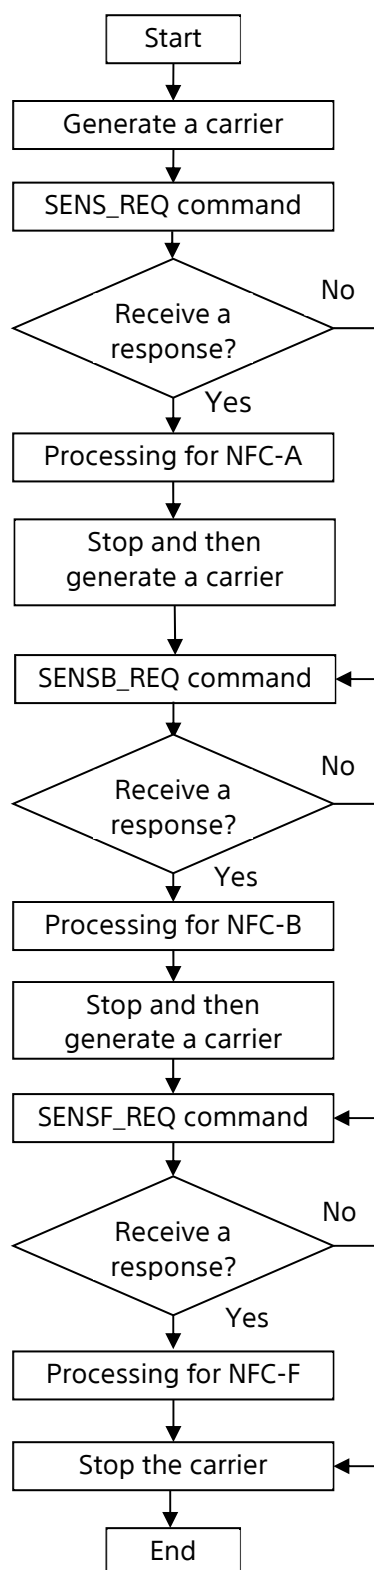 Start
Generate a carrier
SENS_REQ command
No
Receive a
response?
Yes
Processing for NFC-A
Stop and then
generate a carrier
SENSB_REQ command
No
Receive a
response?
Yes
Processing for NFC-B
Stop and then
generate a carrier
SENSF_REQ command
No
Receive a
response?
Yes
Processing for NFC-F
Stop the carrier
End